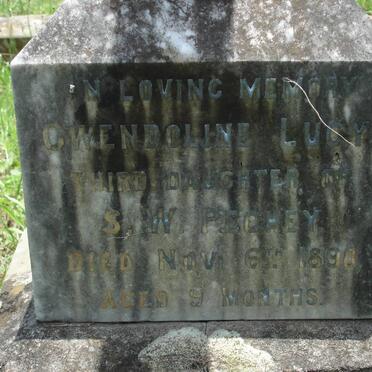 IN LOVING MEMORY
GWENDOLINE LUCY
THIRD DAUGHTER OF
S. W. PECHEY
DIED NOV. 6TH 1890
AGED 9 MONTHS.